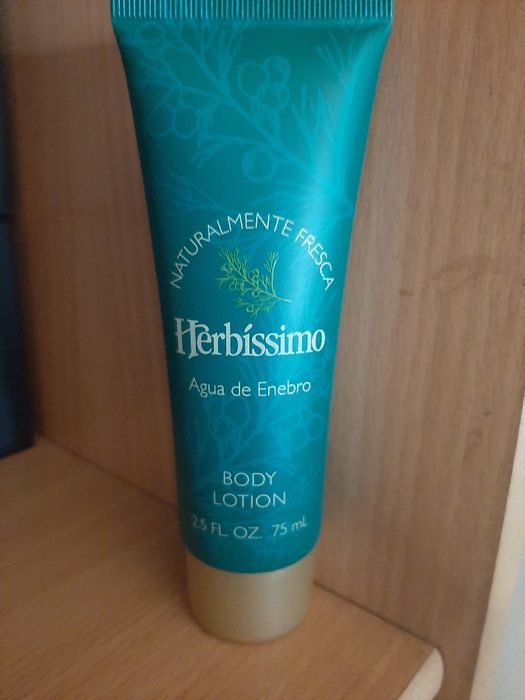 NATURALMENTE FRESCA
Herbíssimo
Agua de Enebro
BODY
LOTION
2.5 FL. OZ. 75 mL